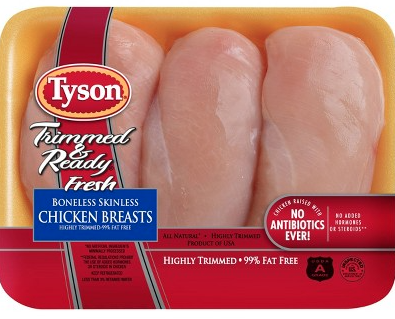 Tyson
Trimmed
&
Ready
Fresh
BONELESS SKINLESS
CHICKEN BREASTS
HIGHLY TRIMMED•99% FAT FREE
ALL NATURAL* • HIGHLY TRIMMED
PRODUCT OF USA
HIGHLY TRIMMED • 99% FAT FREE
CHICKEN RAISED WITH
NO
ANTIBIOTICS
EVER!
NO ADDED
HORMONES
OR STEROIDS**
A